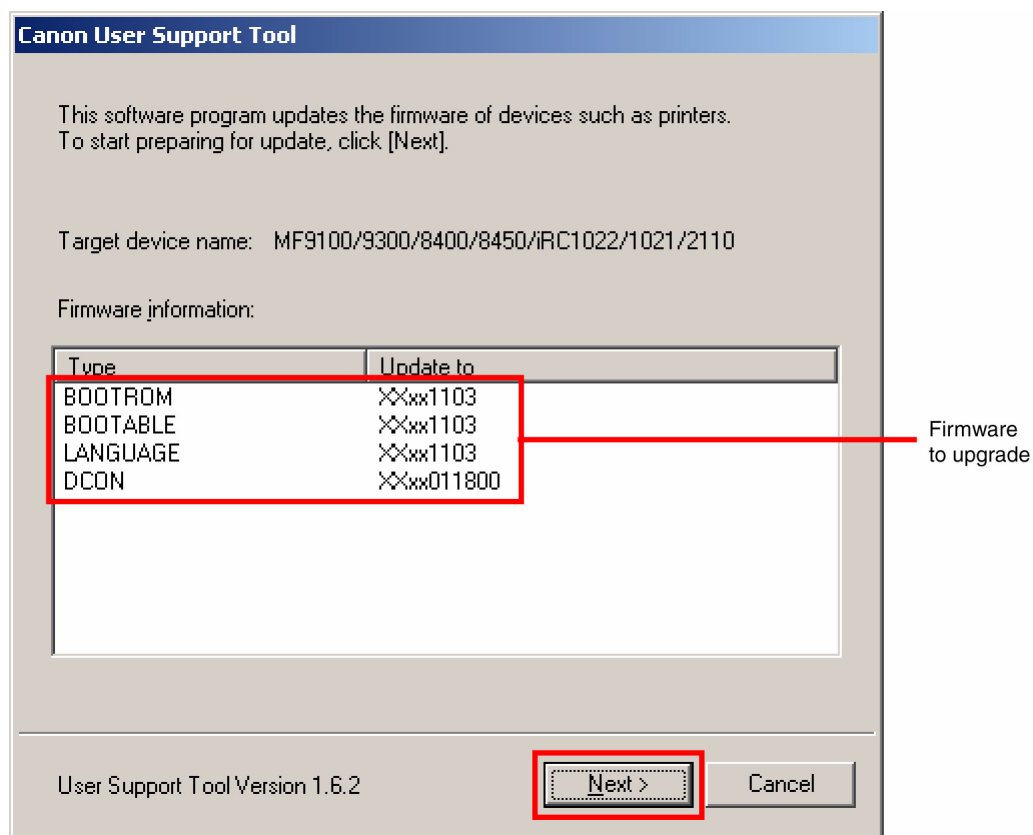 Canon User Support Tool
This software program updates the firmware of devices such as printers.
To start preparing for update, click [Next].
Target device name: MF9100/9300/8400/8450/iRC1022/1021/2110
Firmware information:
Type Update to
BOOTROM XXxx1103
BOOTABLE XXxx1103
LANGUAGE XXxx1103
DCON XXxx011800
Firmware
to upgrade
User Support Tool Version 1.6.2
Next >
Cancel